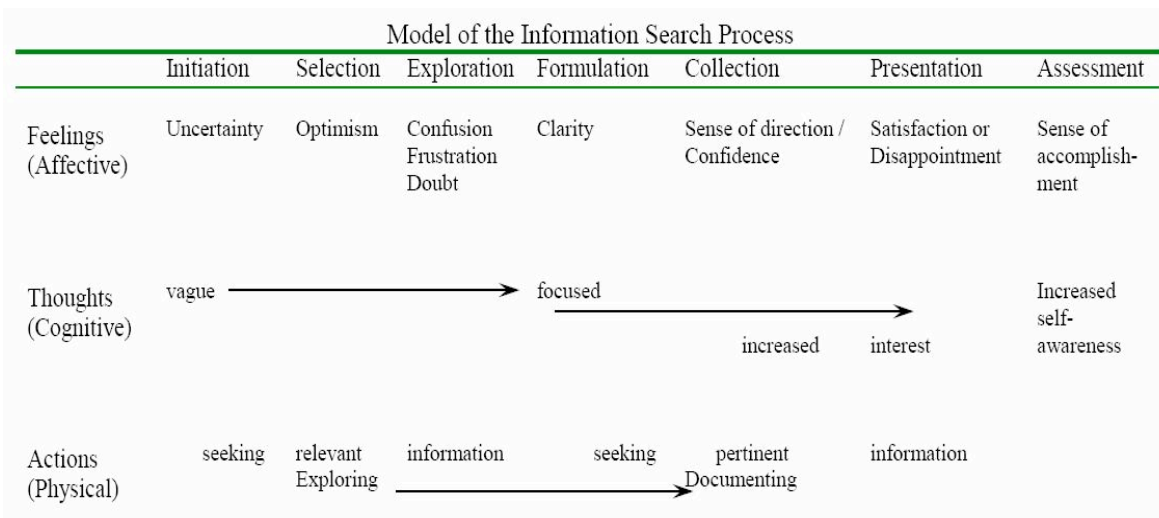 Model of the Information Search Process
Initiation Selection Exploration Formulation Collection Presentation Assessment
Feelings
(Affective)
Uncertainty
Optimism
Confusion
Frustration
Doubt
Clarity
Sense of direction /
Confidence
Satisfaction or
Disappointment
Sense of
accomplish-
ment
Thoughts
(Cognitive)
vague
focused
increased interest
Increased
self-
awareness
Actions
(Physical)
seeking relevant information seeking pertinent information
Exploring Documenting